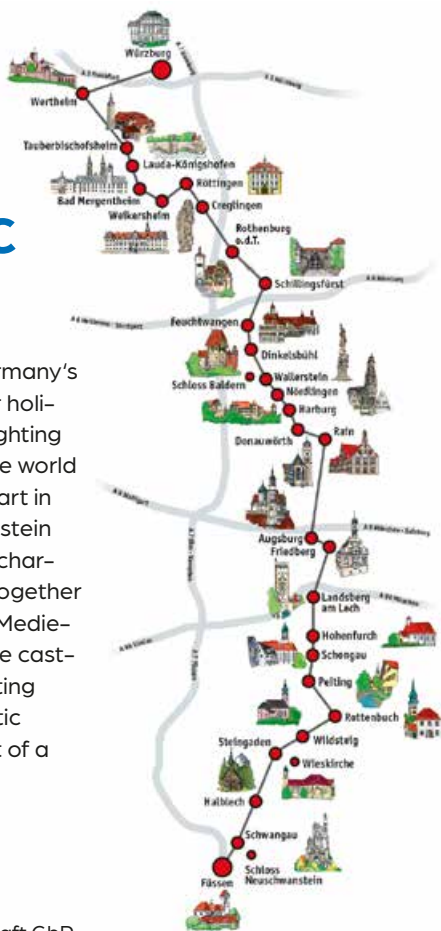 C
rmany's
r holi-
ghting
e world
art in
stein
char-
ogether
Medie-
e cast-
ting
tic
t of a
Würzburg
Wertheim
Tauberbischofsheim
Lauda-Königshofen
Bad Mergentheim
Röttingen
Weikersheim
Creglingen
Rothenburg
o.d.T.
Schillingsfürst
Feuchtwangen
Dinkelsbühl
Schloss Baldern
Wallerstein
Nördlingen
Harburg
Donauwörth
Rain
Augsburg
Friedberg
Landsberg
am Lech
Hohenfurch
Schongau
Peiting
Rottenbuch
Wildsteig
Steingaden
Wieskirche
Halblech
Schwangau
Schloss
Neuschwanstein
Füssen